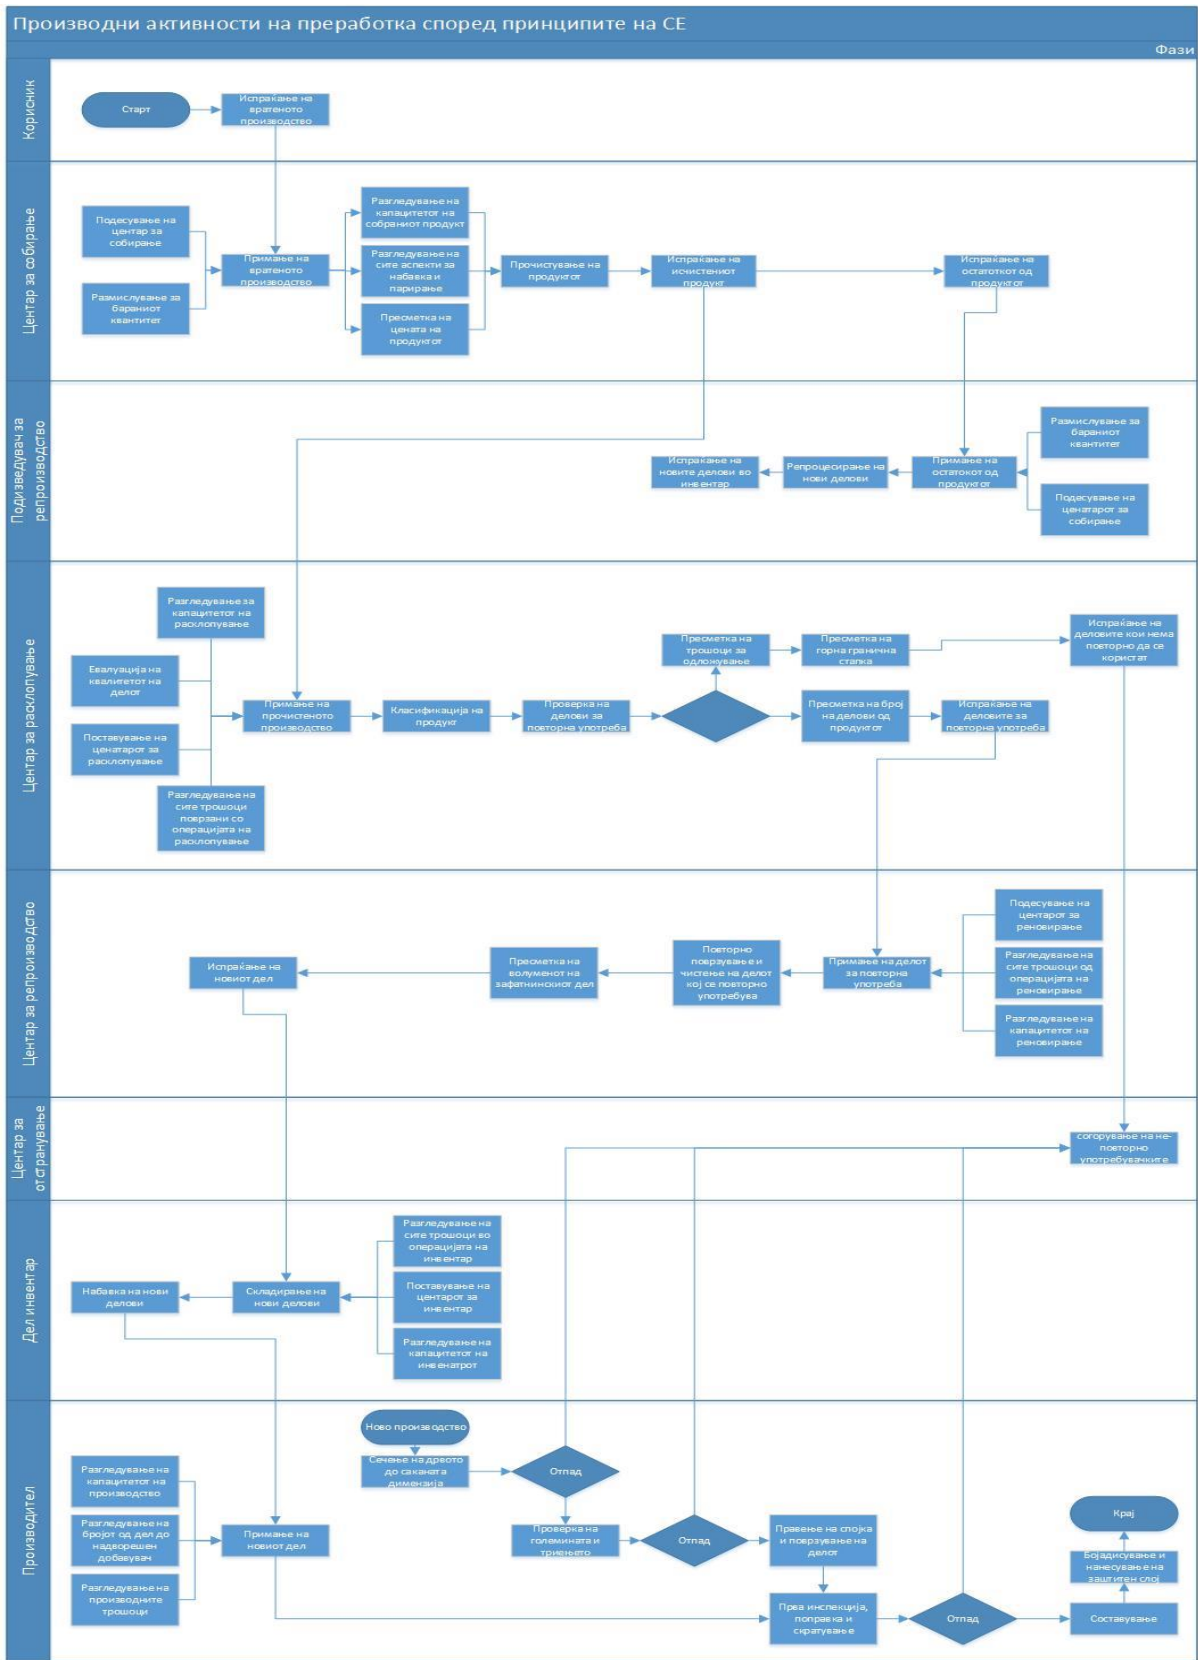 Производни активности на преработка според принципите на CE
Фази
Корисник
Старт
Испраќање на
вратеното
производство
Центар за собирање
Подесување на
центар за
собирање
Размислување за
бараниот
квантитет
Примање на
вратеното
производство
Разгледување на
капацитетот на
собраниот продукт
Разгледување на
сите аспекти за
набавка и
парирање
Пресметка на
цената на
продуктот
Прочистување на
продуктот
Испраќање на
исчистениот
продукт
Испраќање на
остатоткот од
продуктот
Подизведувач за
репроизводство
Испраќање на
новите делови во
инвентар
Репроцесирање на
нови делови
Примање на
остатокот од
продуктот
Размислување за
бараниот
квантитет
Подесување на
ценатарот за
собирање
Центар за расклопување
Разгледување за
капацитетот на
расклопување
Евалуација на
квалитетот на
делот
Поставување на
ценатарот за
расклопување
Разгледување на
сите трошоци
поврзани со
операцијата на
расклопување
Примање на
прочистеното
производство
Класификација на
продукт
Проверка на
делови за
повторна употреба
Пресметка на
трошоци за
одложување
Пресметка на
горна гранична
стапка
Испраќање на
деловите кои нема
повторно да се
користат
Пресметка на број
на делови од
продуктот
Испраќање на
деловите за
повторна употреба
Центар за репроизводство
Испраќање на
новиот дел
Пресметка на
волуменот на
зафатнинскиот дел
Повторно
поврзување и
чистење на делот
кој се повторно
употребува
Примање на делот
за повторна
употреба
Подесување на
центарот за
реновирање
Разгледување на
сите трошоци од
операцијата на
реновирање
Разгледување на
капацитетот на
реновирање
Центар за
отстранување
согорување на не-
повторно
употребувачките
Дел инвентар
Набавка на нови
делови
Складирање на
нови делови
Разгледување на
сите трошоци во
операцијата на
инвентар
Поставување на
центарот за
инвентар
Разгледување на
капацитетот на
инвенатрот
Производител
Разгледување на
капацитетот на
производство
Разгледување на
бројот од дел до
надворешен
добавувач
Разгледување на
производните
трошоци
Примање на
новиот дел
Ново производство
Сечење на дрвото
до саканата
димензија
Отпад
Проверка на
големината и
триењето
Отпад
Правење на спојка
и поврзување на
делот
Прва инспекција,
поправка и
скратување
Отпад
Составување
Бојадисување и
нанесување на
заштитен слој
Крај